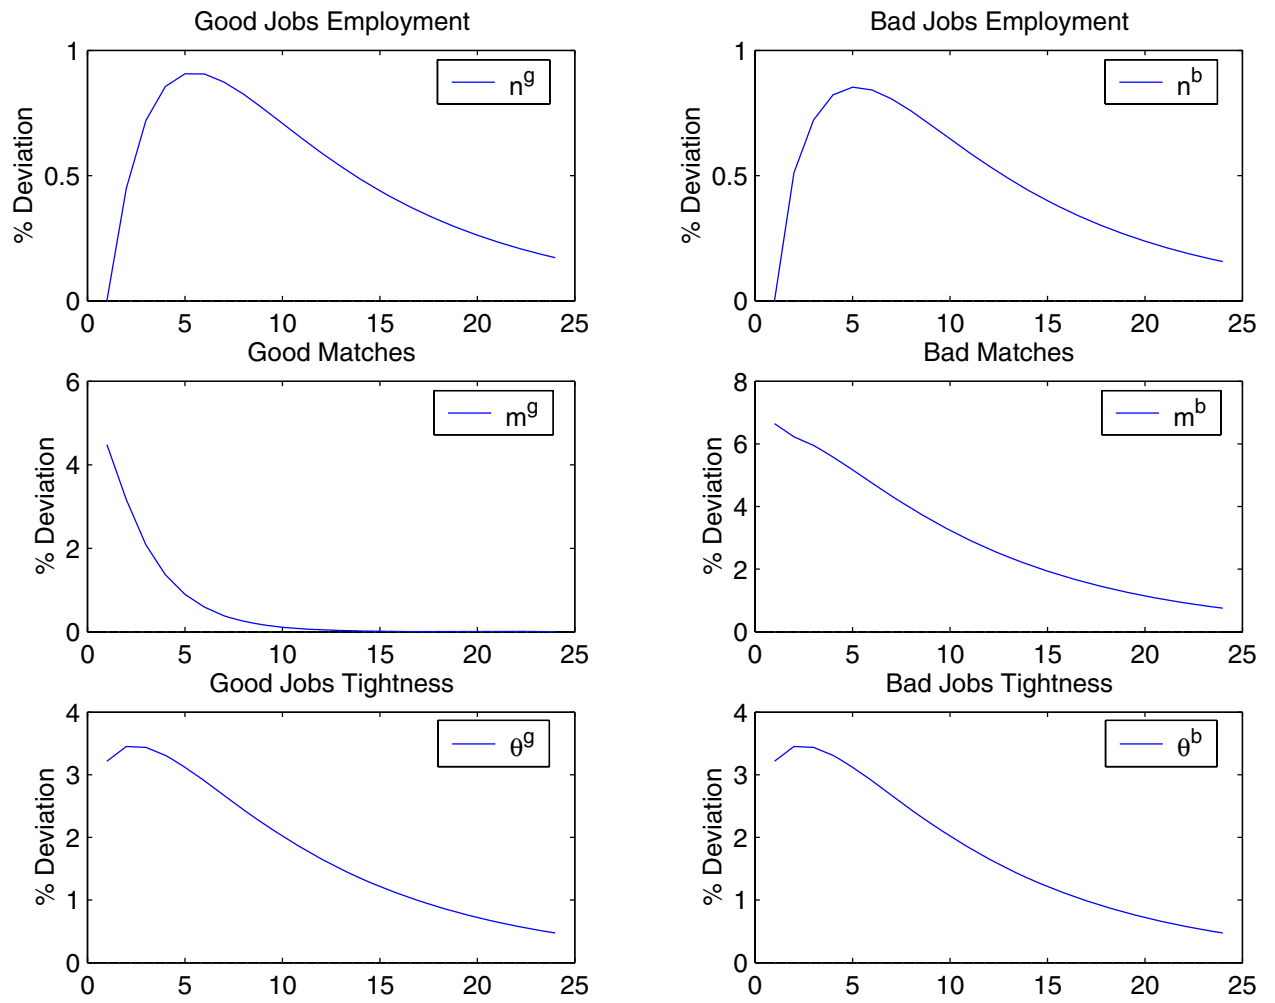 Good Jobs Employment
% Deviation
1
0.5
0
n^g
0 5 10 15 20 25
Bad Jobs Employment
% Deviation
1
0.5
0
n^b
0 5 10 15 20 25
Good Matches
% Deviation
6
4
2
0
m^g
0 5 10 15 20 25
Bad Matches
% Deviation
8
6
4
2
0
m^b
0 5 10 15 20 25
Good Jobs Tightness
% Deviation
4
3
2
1
0
θ^g
0 5 10 15 20 25
Bad Jobs Tightness
% Deviation
4
3
2
1
0
θ^b
0 5 10 15 20 25